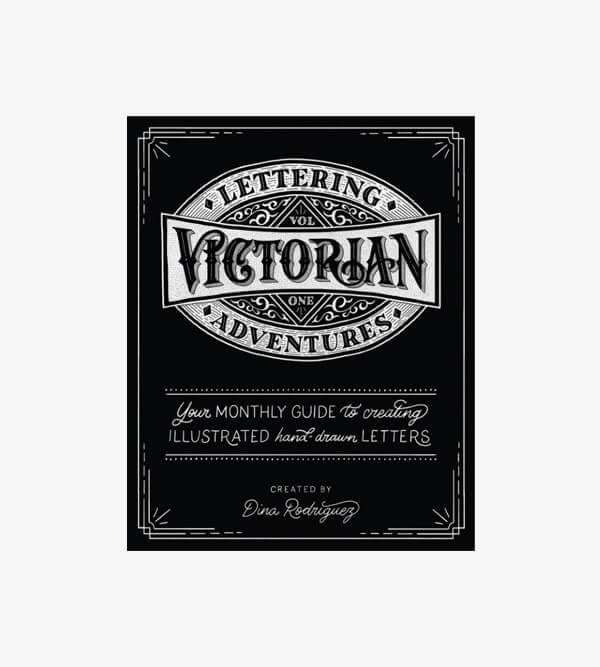 LETTERING
VOL
VICTORIAN
ONE
ADVENTURES
Your MONTHLY GUIDE to creating
ILLUSTRATED hand-drawn LETTERS
CREATED BY
Dina Rodriguez